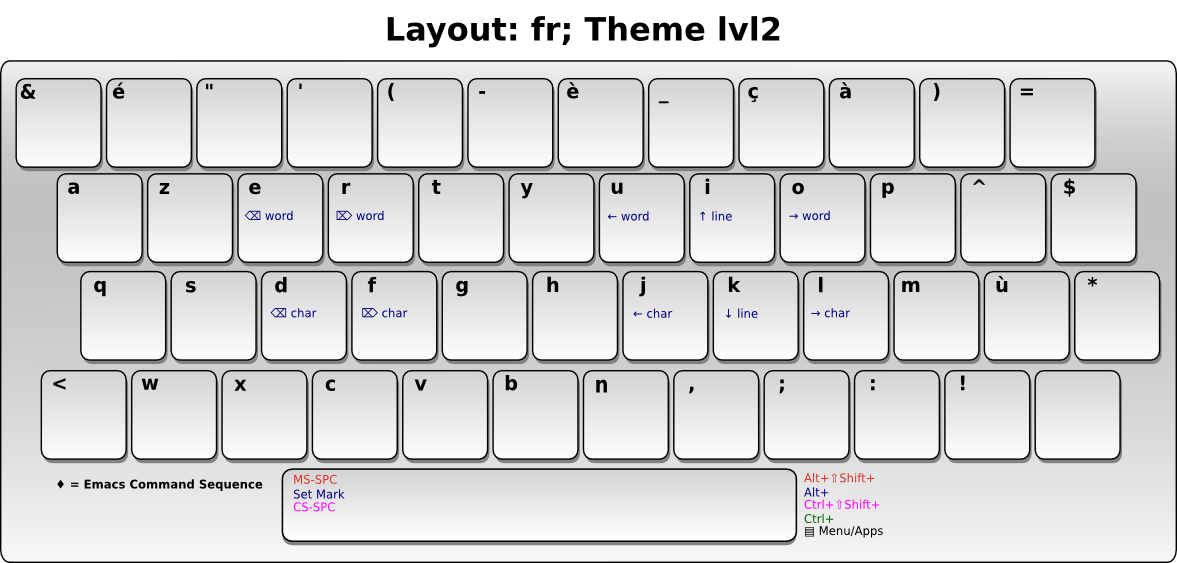 Layout: fr; Theme lvl2
& é " ' ( - è _ ç à ) =
a z e r t y u i o p ^ $
⌫ word ⌦ word ← word ↑ line → word
q s d f g h j k l m ù *
⌫ char ⌦ char ← char ↓ line → char
< w x c v b n , ; : !
♦ = Emacs Command Sequence
MS-SPC
Set Mark
CS-SPC
Alt+⇧Shift+
Alt+
Ctrl+⇧Shift+
Ctrl+
▤ Menu/Apps